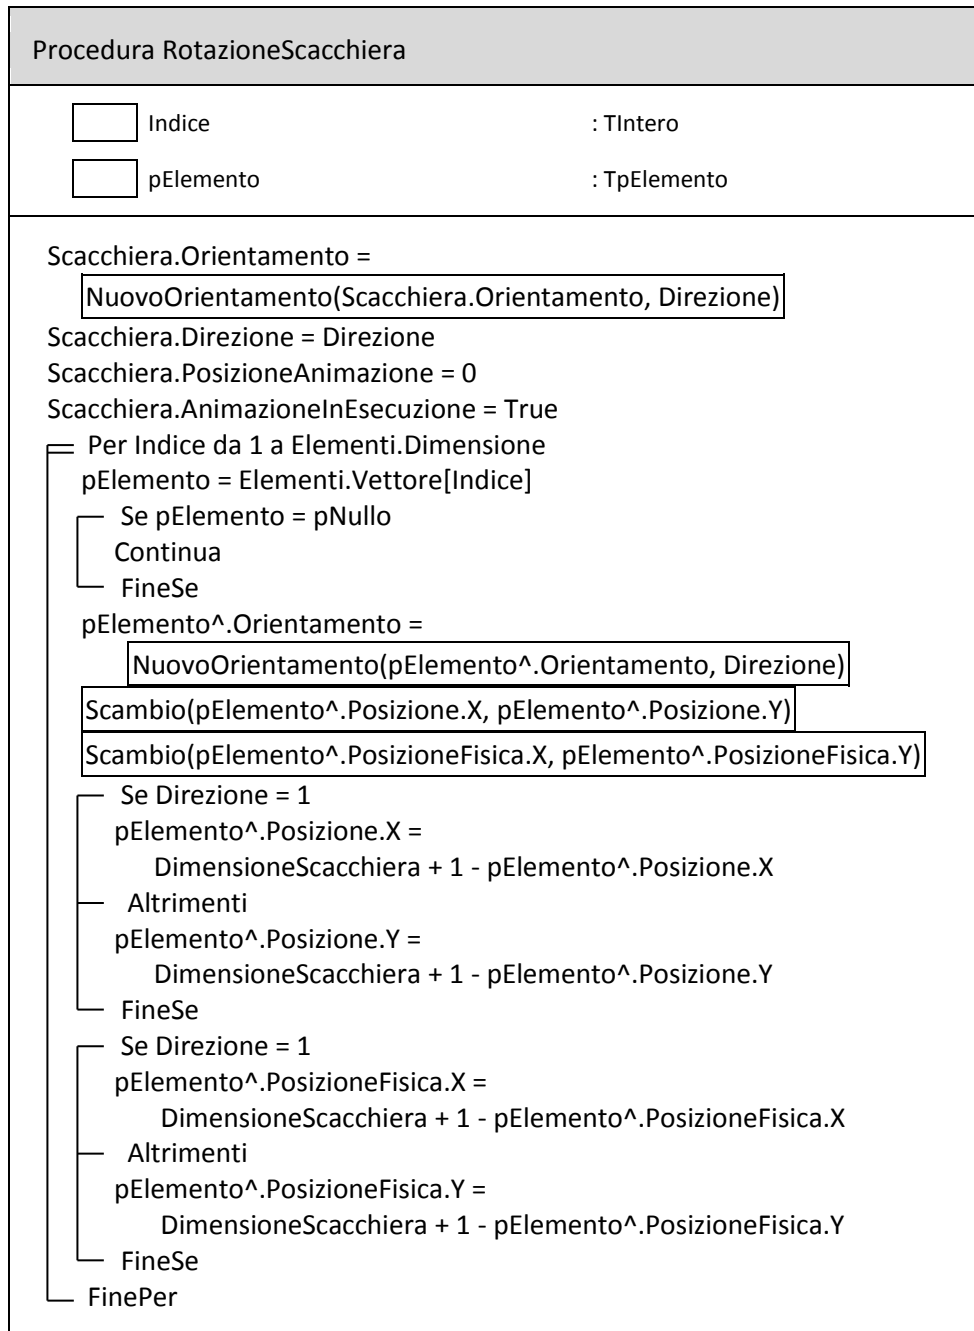 Procedura RotazioneScacchiera
Indice : TIntero
pElemento : TpElemento
Scacchiera.Orientamento =
NuovoOrientamento(Scacchiera.Orientamento, Direzione)
Scacchiera.Direzione = Direzione
Scacchiera.PosizioneAnimazione = 0
Scacchiera.AnimazioneInEsecuzione = True
Per Indice da 1 a Elementi.Dimensione
pElemento = Elementi.Vettore[Indice]
Se pElemento = pNullo
Continua
FineSe
pElemento^.Orientamento =
NuovoOrientamento(pElemento^.Orientamento, Direzione)
Scambio(pElemento^.Posizione.X, pElemento^.Posizione.Y)
Scambio(pElemento^.PosizioneFisica.X, pElemento^.PosizioneFisica.Y)
Se Direzione = 1
pElemento^.Posizione.X =
DimensioneScacchiera + 1 - pElemento^.Posizione.X
Altrimenti
pElemento^.Posizione.Y =
DimensioneScacchiera + 1 - pElemento^.Posizione.Y
FineSe
Se Direzione = 1
pElemento^.PosizioneFisica.X =
DimensioneScacchiera + 1 - pElemento^.PosizioneFisica.X
Altrimenti
pElemento^.PosizioneFisica.Y =
DimensioneScacchiera + 1 - pElemento^.PosizioneFisica.Y
FineSe
FinePer